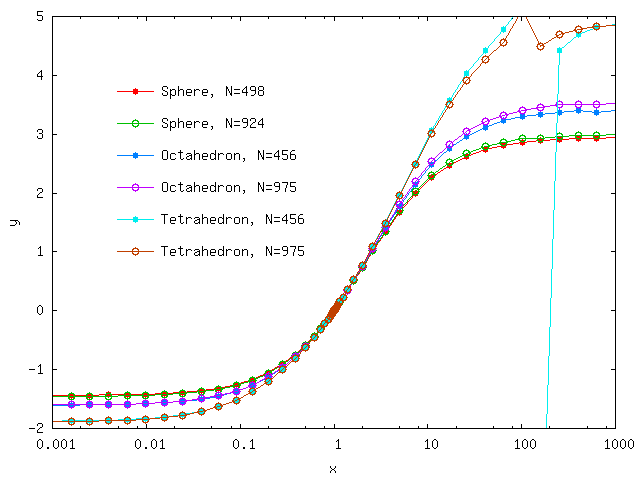 5
4
3
2
1
0
-1
-2
y
Sphere, N=498
Sphere, N=924
Octahedron, N=456
Octahedron, N=975
Tetrahedron, N=456
Tetrahedron, N=975
0.001 0.01 0.1 1 10 100 1000
x